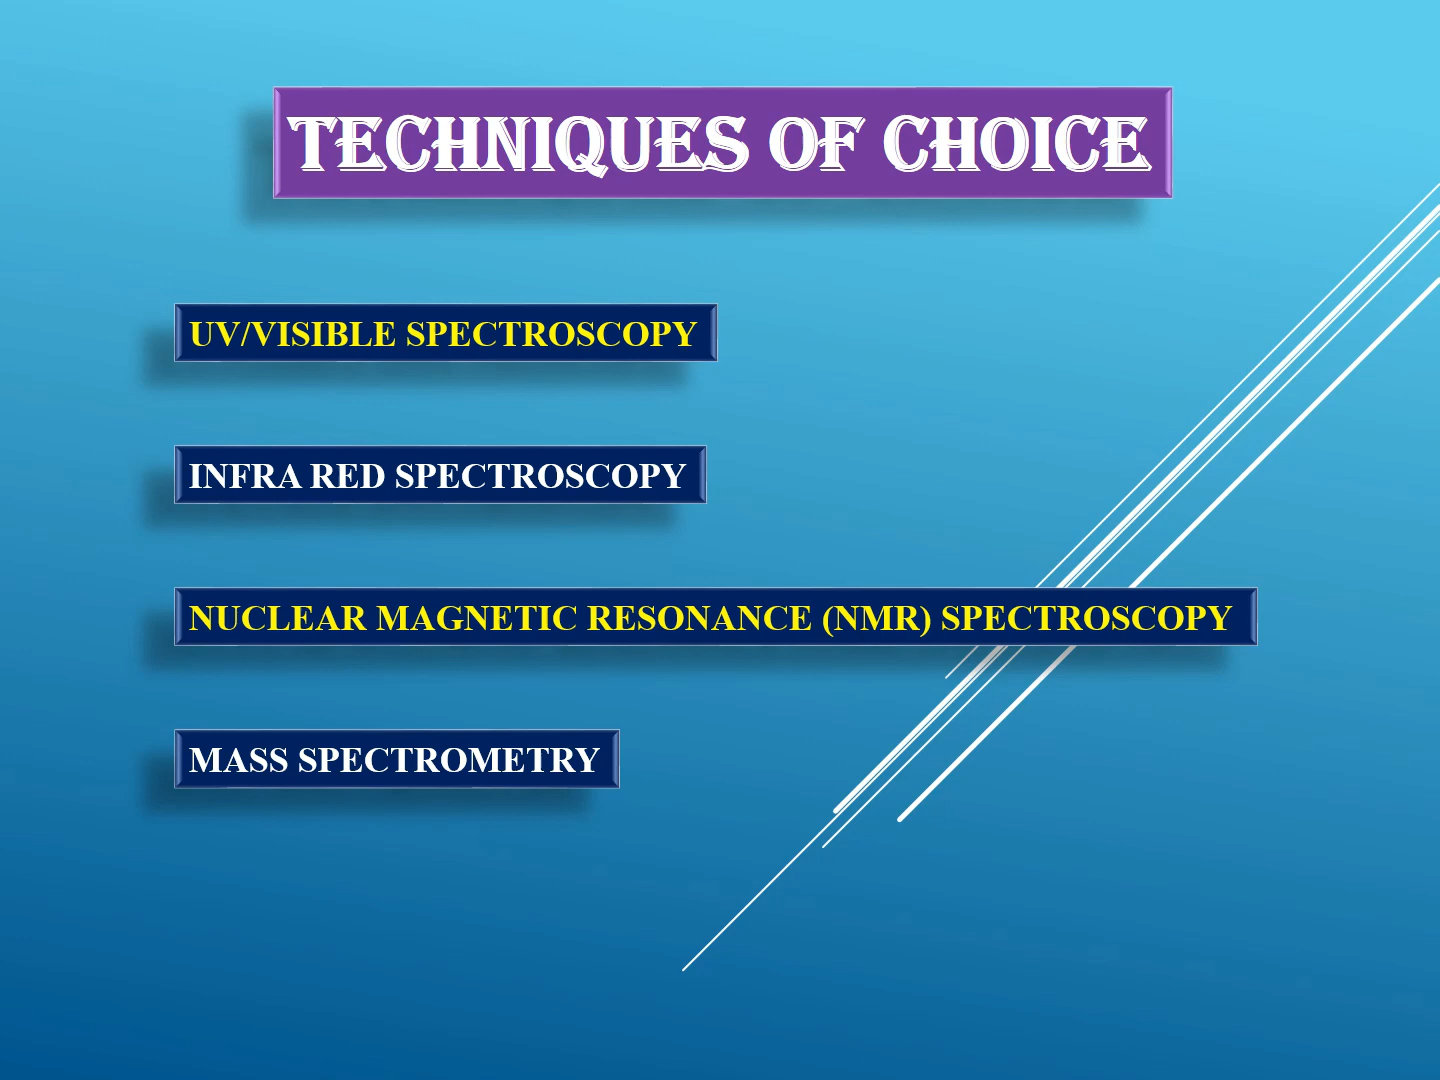 TECHNIQUES OF CHOICE
UV/VISIBLE SPECTROSCOPY
INFRA RED SPECTROSCOPY
NUCLEAR MAGNETIC RESONANCE (NMR) SPECTROSCOPY
MASS SPECTROMETRY